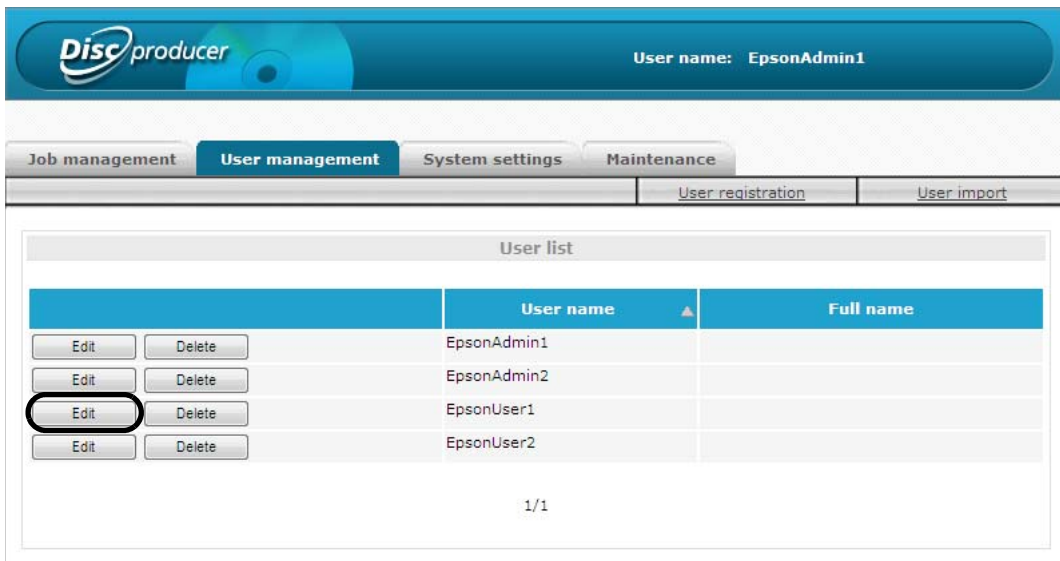 Disc producer
User name: EpsonAdmin1
Job management User management System settings Maintenance
User registration User import
User list
User name Full name
Edit Delete EpsonAdmin1
Edit Delete EpsonAdmin2
Edit Delete EpsonUser1
Edit Delete EpsonUser2
1/1